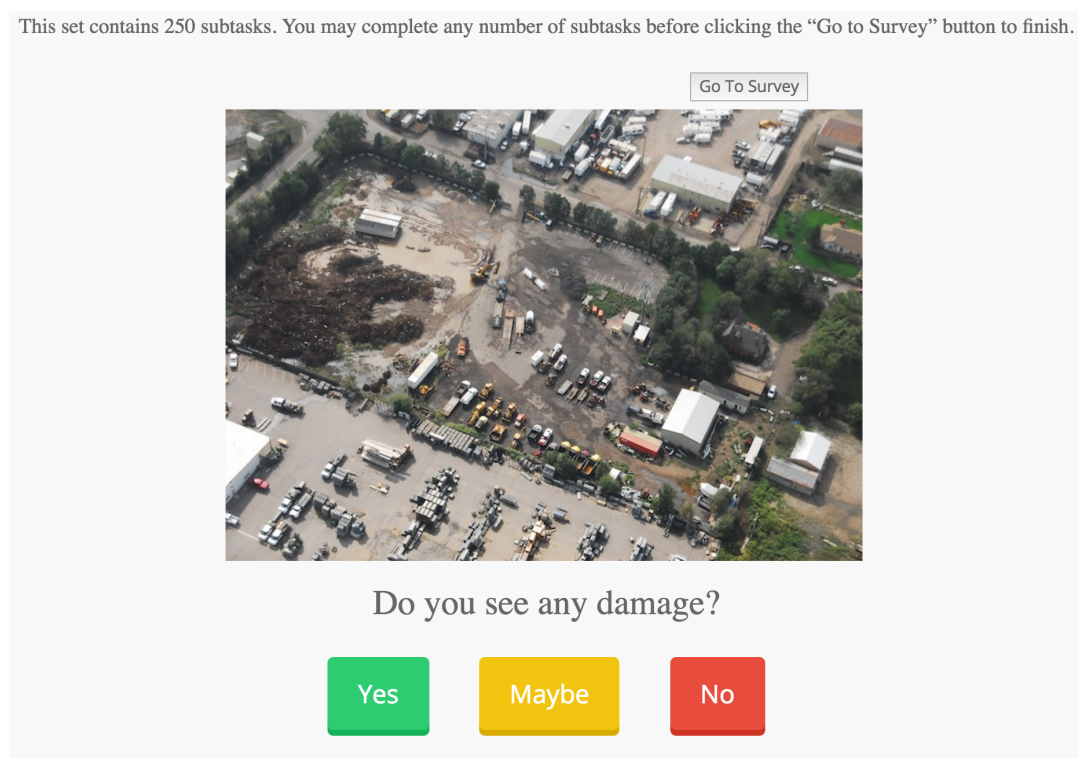 This set contains 250 subtasks. You may complete any number of subtasks before clicking the “Go to Survey” button to finish.
Go To Survey
Do you see any damage?
Yes Maybe No